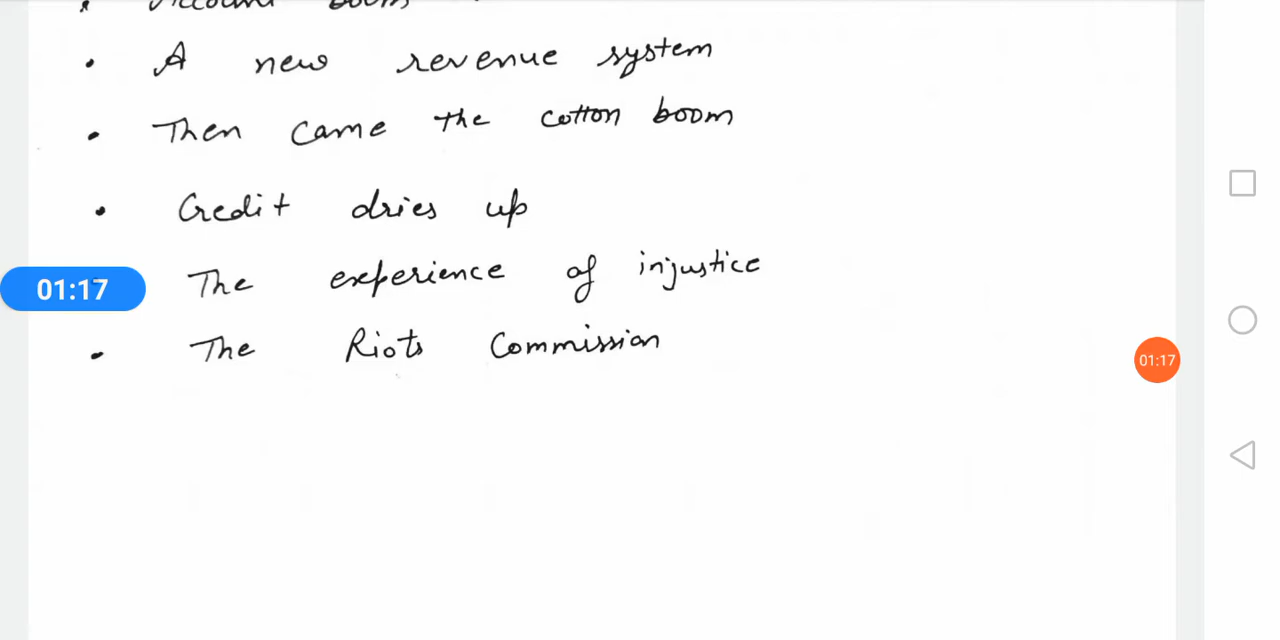 • A new revenue system
• Then came the cotton boom
• Credit dries up
01:17 The experience of injustice
• The Riots Commission
01:17